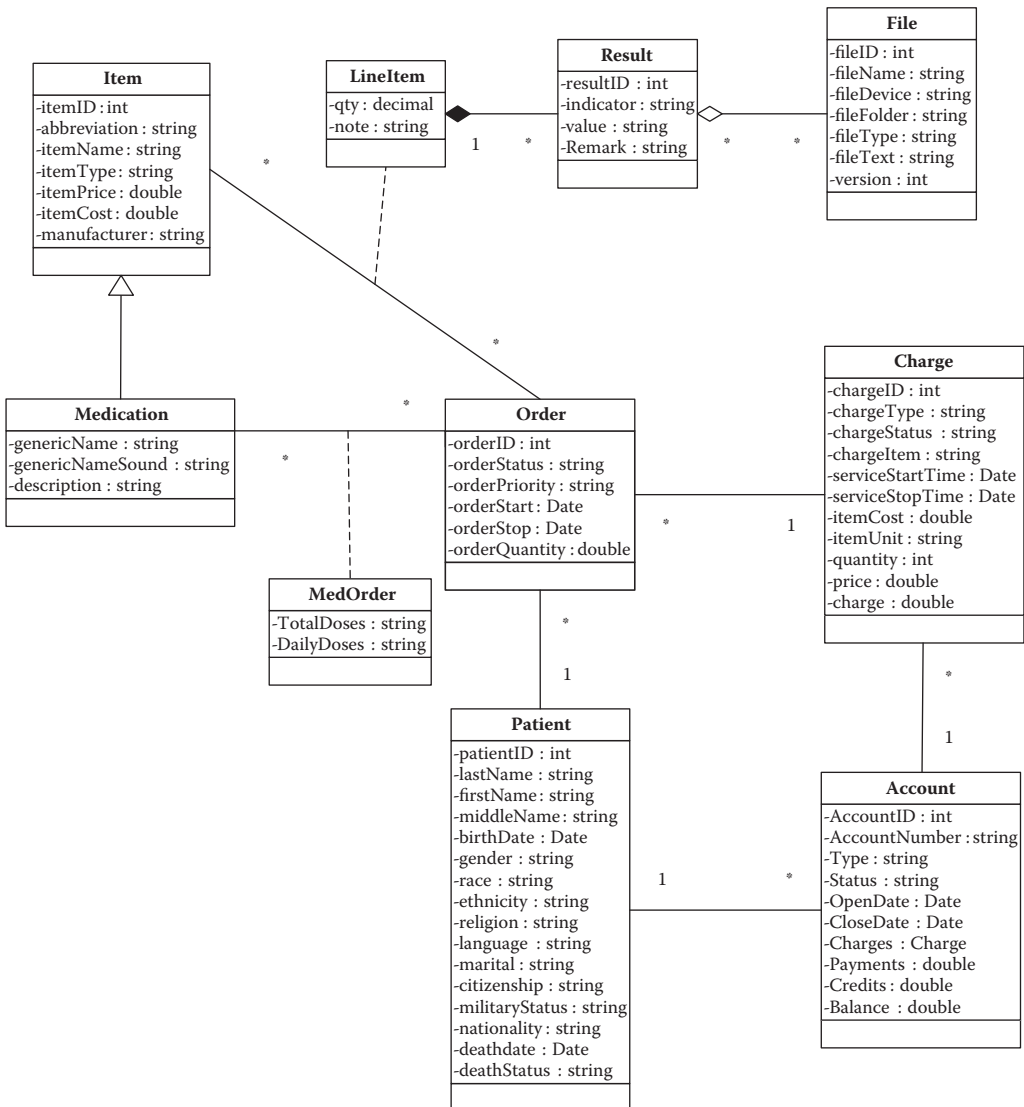 File
-fileID : int
-fileName : string
-fileDevice : string
-fileFolder : string
-fileType : string
-fileText : string
-version : int
Result
-resultID : int
-indicator : string
-value : string
-Remark : string
* *
LineItem
-qty : decimal
-note : string
1 *
Item
-itemID : int
-abbreviation : string
-itemName : string
-itemType : string
-itemPrice : double
-itemCost : double
-manufacturer : string
*
*
Medication
-genericName : string
-genericNameSound : string
-description : string
*
*
Order
-orderID : int
-orderStatus : string
-orderPriority : string
-orderStart : Date
-orderStop : Date
-orderQuantity : double
* 1
Charge
-chargeID : int
-chargeType : string
-chargeStatus : string
-chargeItem : string
-serviceStartTime : Date
-serviceStopTime : Date
-itemCost : double
-itemUnit : string
-quantity : int
-price : double
-charge : double
MedOrder
-TotalDoses : string
-DailyDoses : string
*
1
*
1
Patient
-patientID : int
-lastName : string
-firstName : string
-middleName : string
-birthDate : Date
-gender : string
-race : string
-ethnicity : string
-religion : string
-language : string
-marital : string
-citizenship : string
-militaryStatus : string
-nationality : string
-deathdate : Date
-deathStatus : string
1 *
Account
-AccountID : int
-AccountNumber : string
-Type : string
-Status : string
-OpenDate : Date
-CloseDate : Date
-Charges : Charge
-Payments : double
-Credits : double
-Balance : double